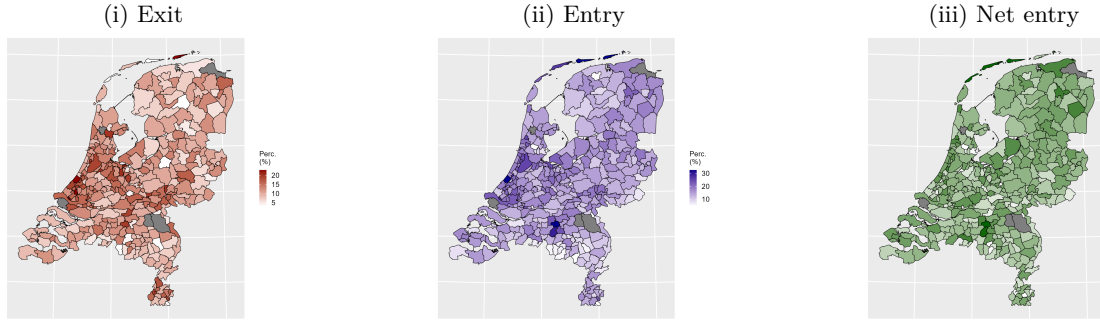 (i) Exit
(ii) Entry
(iii) Net entry
Perc.
(%)
20
15
10
5
Perc.
(%)
30
20
10